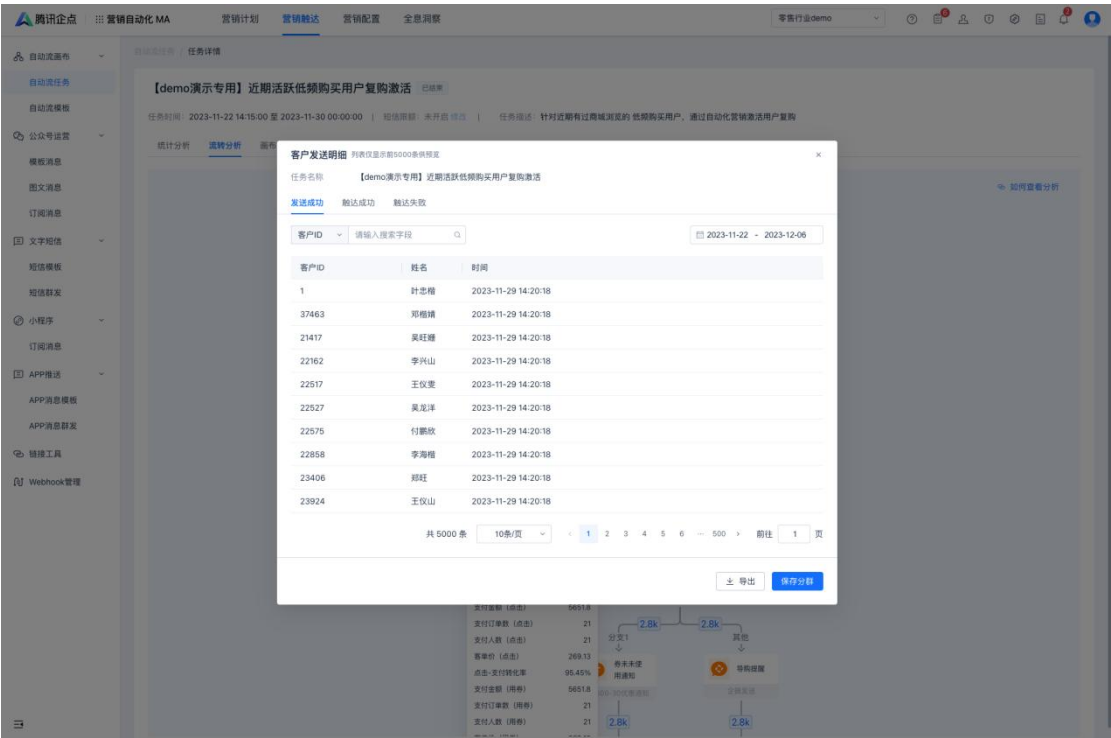 腾讯企点 营销自动化 MA 营销计划 营销触达 营销配置 全息洞察 零售行业demo
自动流画布
自动流任务
自动流模板
公众号运营
模板消息
图文消息
订阅消息
文字短信
短信模板
短信群发
小程序
订阅消息
APP推送
APP消息模板
APP消息群发
链接工具
Webhook管理
自动流任务 / 任务详情
【demo演示专用】近期活跃低频购买用户复购激活 已结束
任务时间：2023-11-22 14:15:00 至 2023-11-30 00:00:00 | 短信跟踪：未开启 | 任务描述：针对近期有过商城浏览的 低频购买用户，通过自动化营销激活用户复购
统计分析 流转分析 画布
如何查看分析
客户发送明细 列表仅显示前5000条供预览 ×
任务名称 【demo演示专用】近期活跃低频购买用户复购激活
发送成功 触达成功 触达失败
客户ID 请输入搜索字段 2023-11-22 - 2023-12-06
客户ID 姓名 时间
1 叶忠楷 2023-11-29 14:20:18
37463 邓楷婧 2023-11-29 14:20:18
21417 吴旺姗 2023-11-29 14:20:18
22162 李兴山 2023-11-29 14:20:18
22517 王仪雯 2023-11-29 14:20:18
22527 吴龙洋 2023-11-29 14:20:18
22575 付鹏欣 2023-11-29 14:20:18
22858 李海楷 2023-11-29 14:20:18
23406 郑旺 2023-11-29 14:20:18
23924 王仪山 2023-11-29 14:20:18
共 5000 条 10条/页 1 2 3 4 5 6 ··· 500 前往 1 页
导出 保存分群
支付金额（点击） 5651.8
支付订单数（点击） 21
支付人数（点击） 21
客单价（点击） 269.13
点击-支付转化率 95.45%
支付金额（用券） 5651.8
支付订单数（用券） 21
支付人数（用券） 21
2.8k 2.8k
分支1 其他
券未未使
用通知
导购提醒
2.8k 2.8k